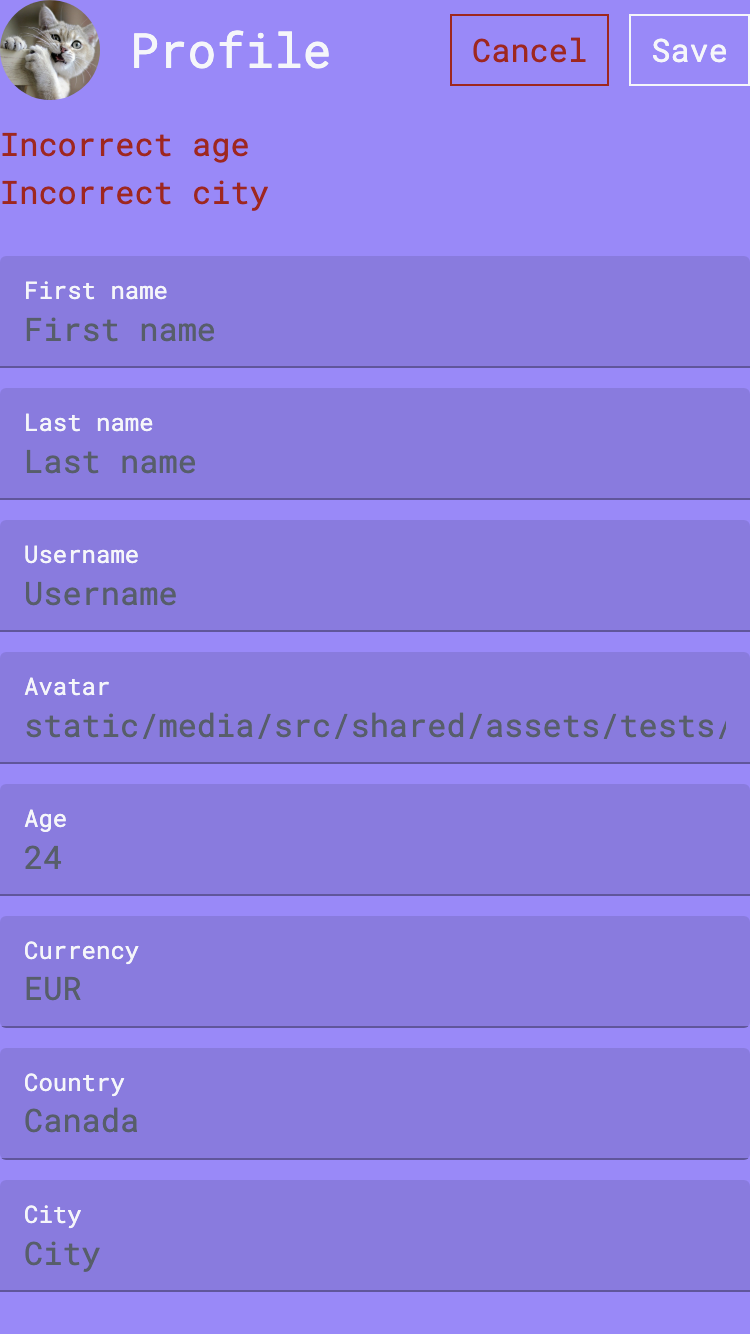 Profile
Cancel
Save
Incorrect age
Incorrect city
First name
First name
Last name
Last name
Username
Username
Avatar
static/media/src/shared/assets/tests/
Age
24
Currency
EUR
Country
Canada
City
City